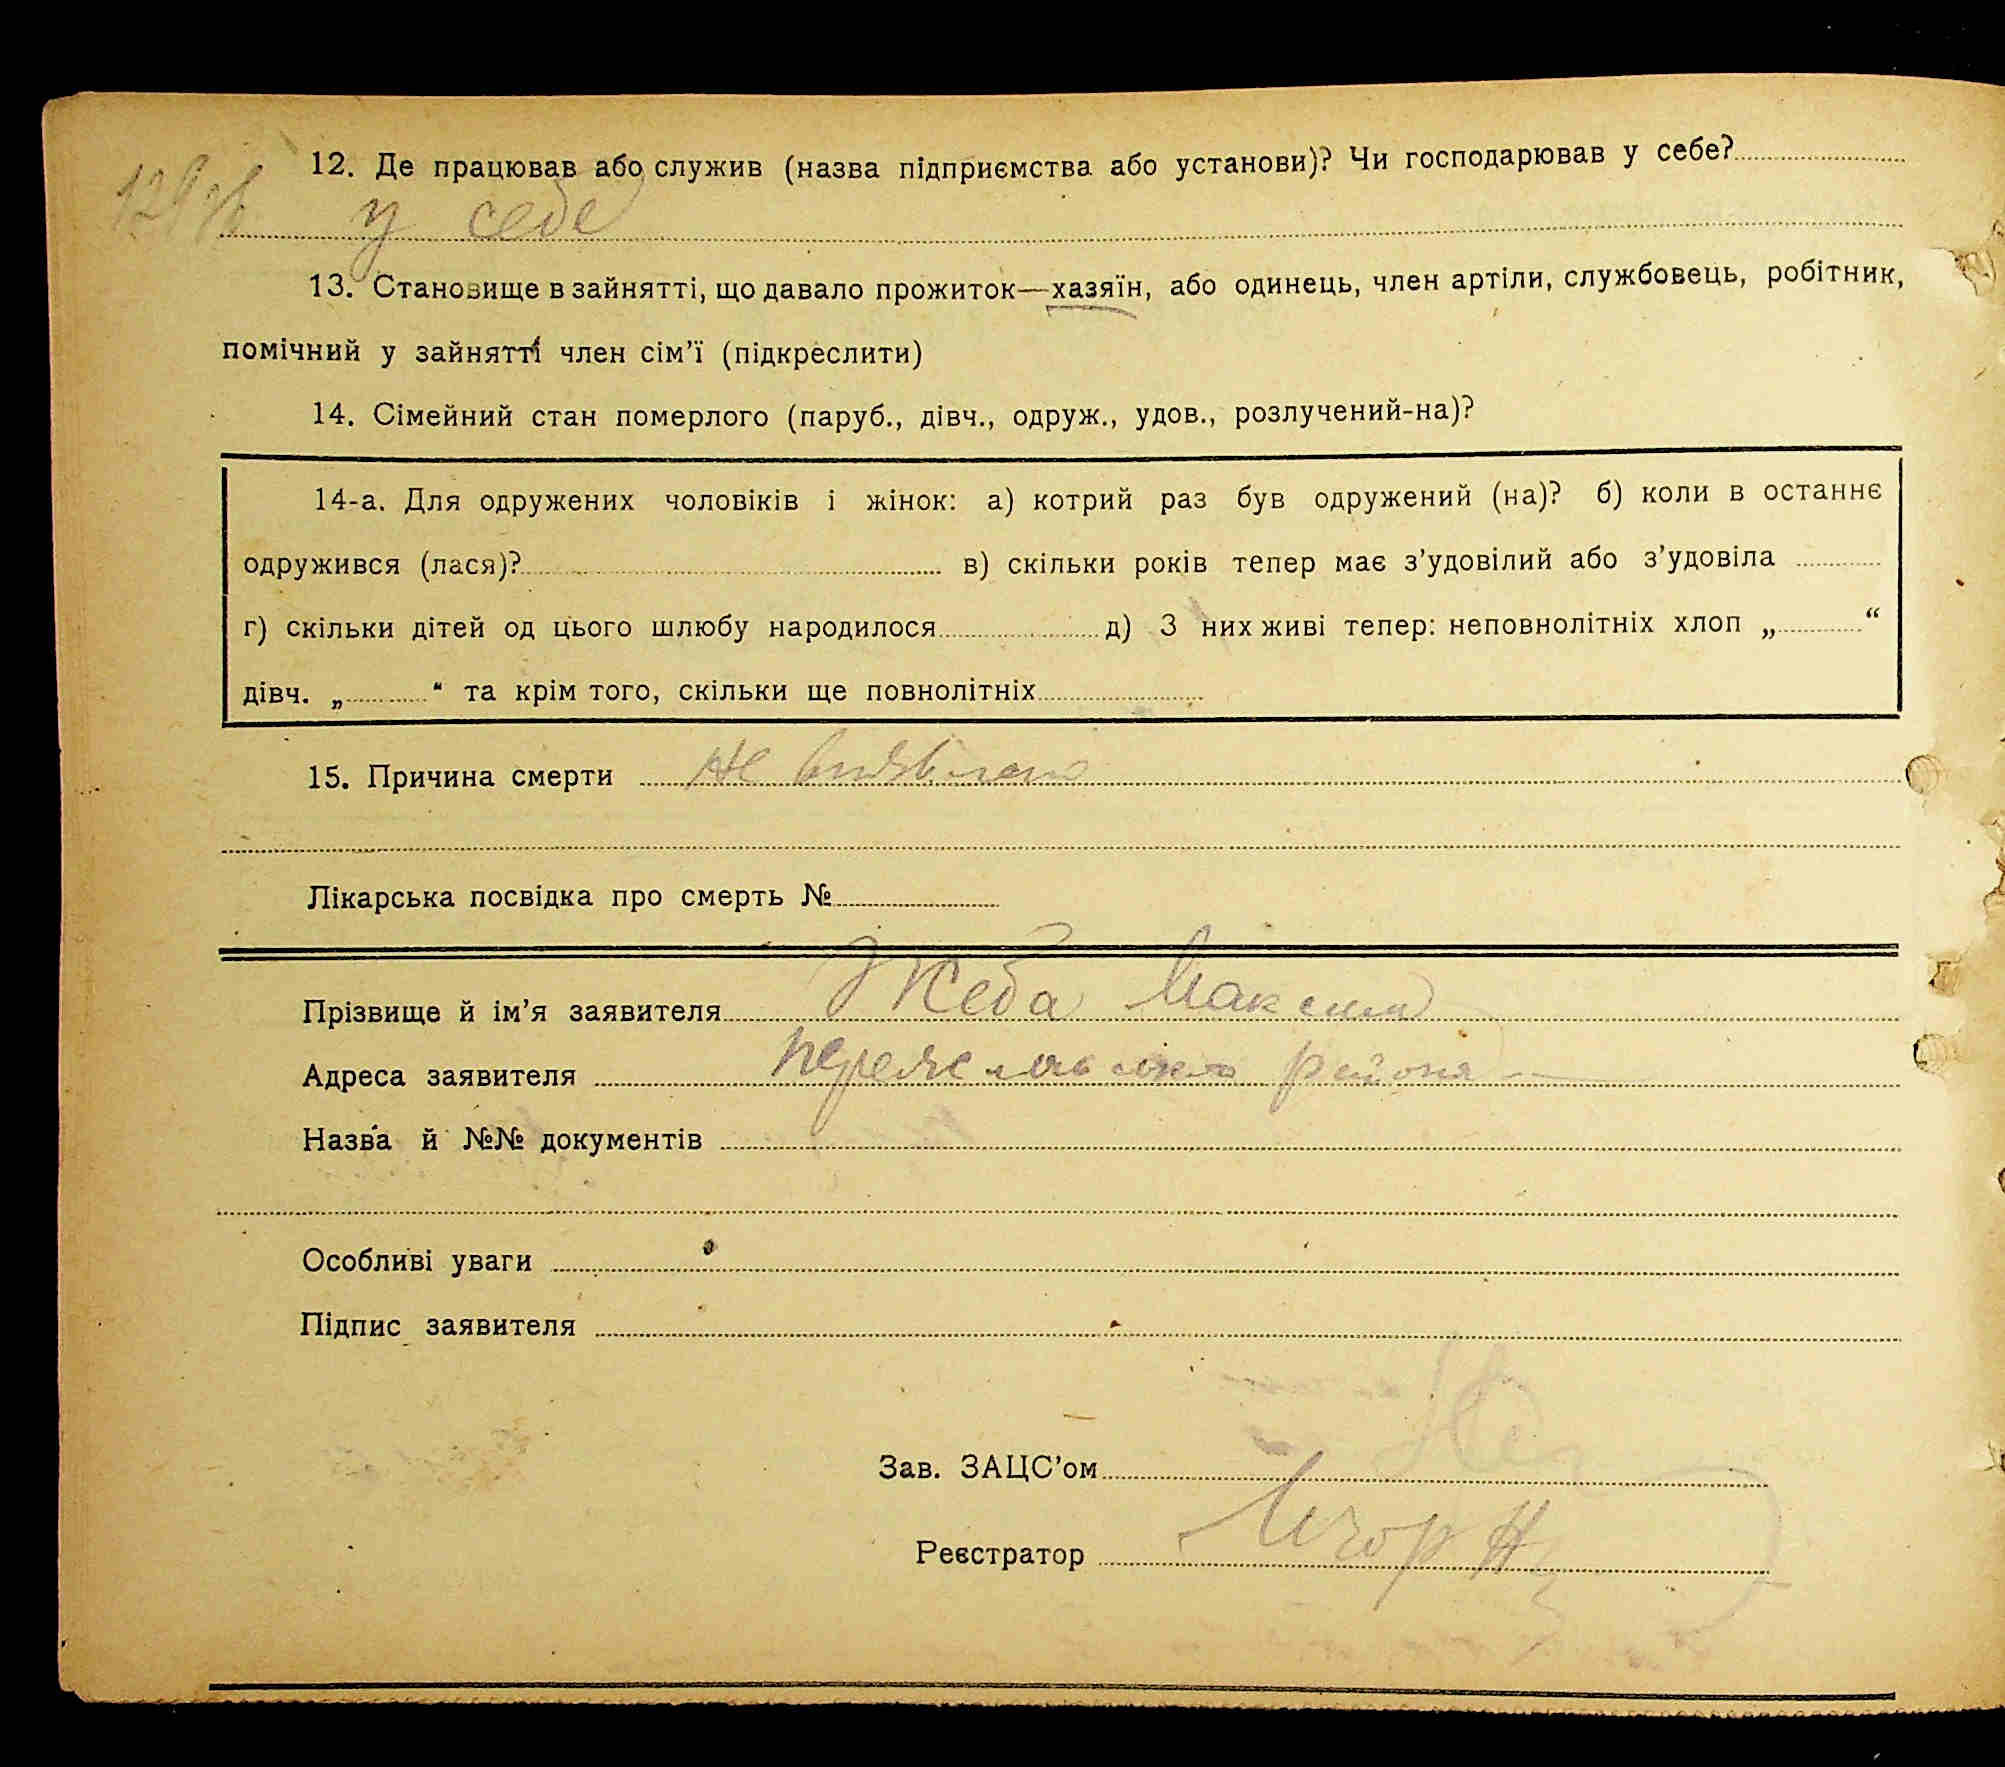 129зв
12. Де працював або служив (назва підприємства або установи)? Чи господарював у себе?
у себе
13. Становище в зайнятті, що давало прожиток—хазяїн, або одинець, член артіли, службовець, робітник,
помічний у зайнятті член сім’ї (підкреслити)
14. Сімейний стан померлого (паруб., дівч., одруж., удов., розлучений-на)?
14-а. Для одружених чоловіків і жінок: а) котрий раз був одружений (на)? б) коли в останнє
одружився (лася)? в) скільки років тепер має з’удовілий або з’удовіла
г) скільки дітей од цього шлюбу народилося д) З них живі тепер: неповнолітніх хлоп „ “
дівч. „ “ та крім того, скільки ще повнолітніх
15. Причина смерти не виявлено
Лікарська посвідка про смерть №
Прізвище й ім’я заявителя Жеба Максим
Адреса заявителя района
Назва й №№ документів
Особливі уваги
Підпис заявителя
Зав. ЗАЦС’ом
Реєстратор